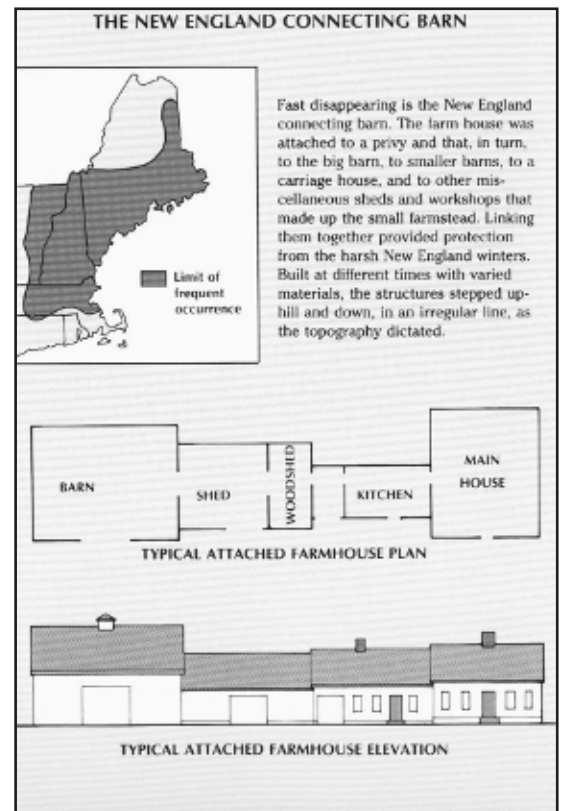 THE NEW ENGLAND CONNECTING BARN
Fast disappearing is the New England
connecting barn. The farm house was
attached to a privy and that, in turn,
to the big barn, to smaller barns, to a
carriage house, and to other mis-
cellaneous sheds and workshops that
made up the small farmstead. Linking
them together provided protection
from the harsh New England winters.
Built at different times with varied
materials, the structures stepped up-
hill and down, in an irregular line, as
the topography dictated.
Limit of
frequent
occurrence
BARN
SHED
WOODSHED
KITCHEN
MAIN
HOUSE
TYPICAL ATTACHED FARMHOUSE PLAN
TYPICAL ATTACHED FARMHOUSE ELEVATION